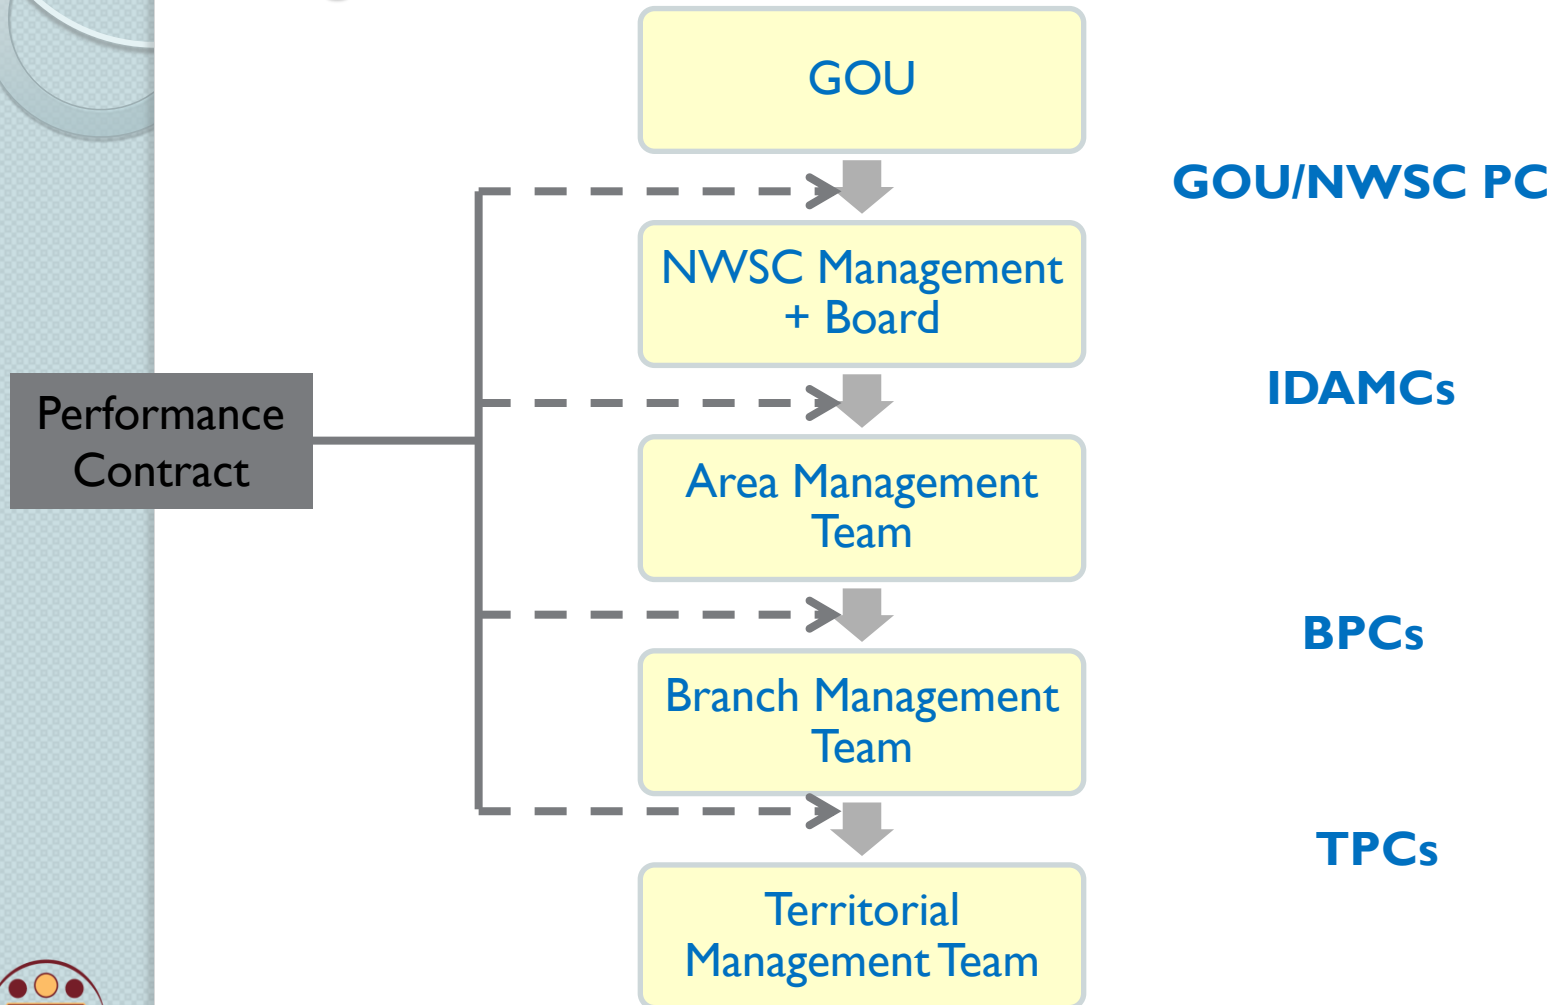 GOU
GOU/NWSC PC
NWSC Management
+ Board
IDAMCs
Performance
Contract
Area Management
Team
BPCs
Branch Management
Team
TPCs
Territorial
Management Team